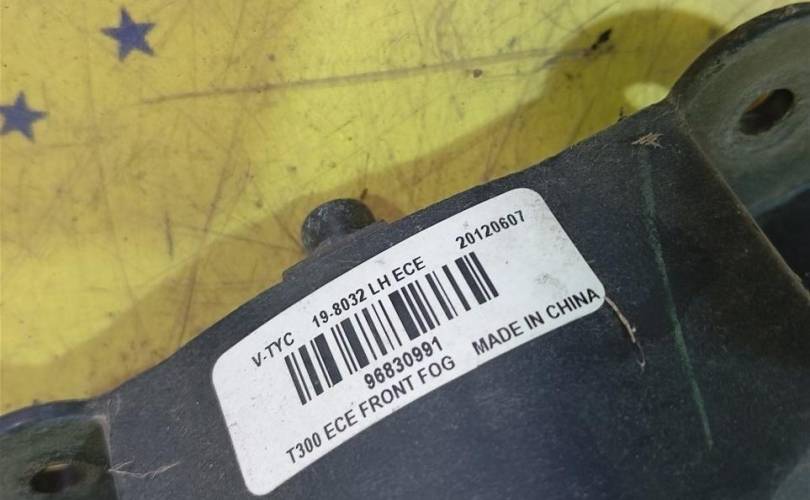 V-TYC 19-8032 LH ECE 20120607
96830991
T300 ECE FRONT FOG MADE IN CHINA